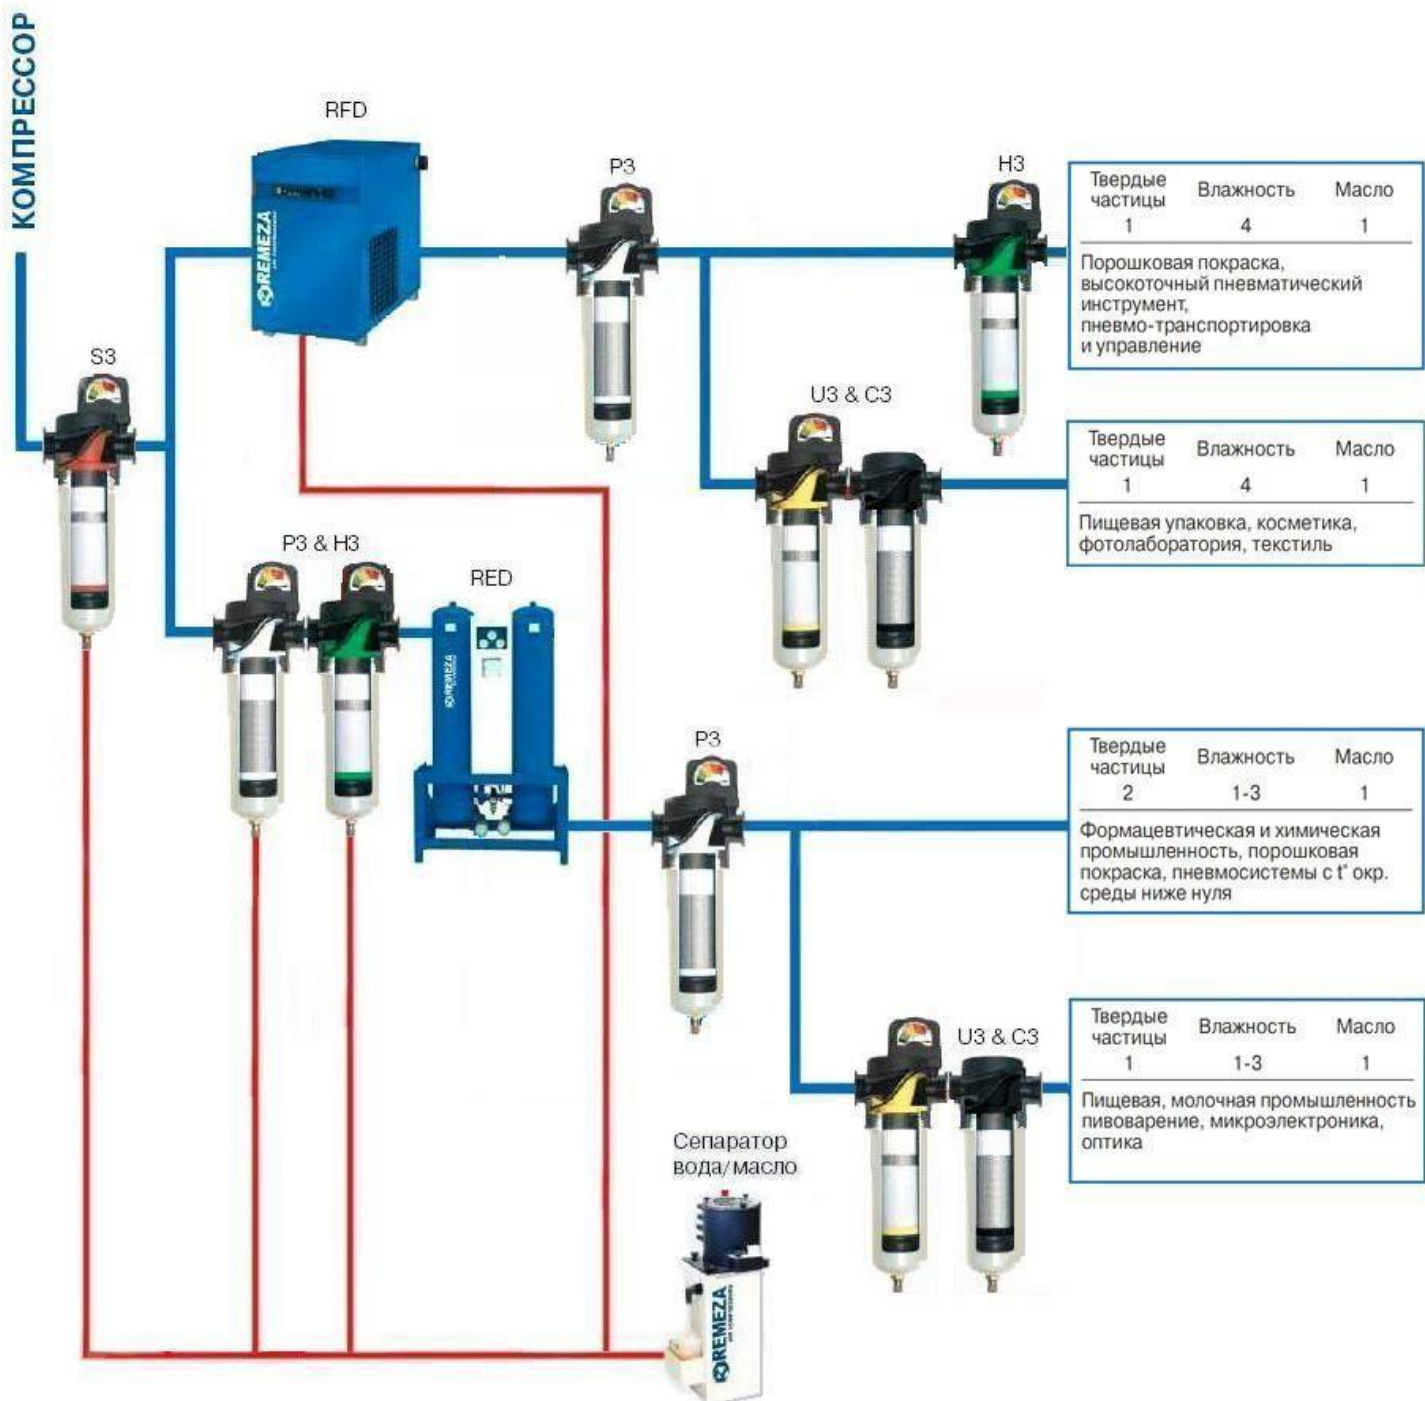 КОМПРЕССОР
RFD
REMEZA
AIR COMPRESSORS
P3
H3
Твердые Влажность Масло
частицы
1 4 1
Порошковая покраска,
высокоточный пневматический
инструмент,
пневмо-транспортировка
и управление
S3
U3 & C3
Твердые Влажность Масло
частицы
1 4 1
Пищевая упаковка, косметика,
фотолаборатория, текстиль
P3 & H3
RED
REMEZA
P3
Твердые Влажность Масло
частицы
2 1-3 1
Формацевтическая и химическая
промышленность, порошковая
покраска, пневмосистемы с t° окр.
среды ниже нуля
U3 & C3
Твердые Влажность Масло
частицы
1 1-3 1
Пищевая, молочная промышленность
пивоварение, микроэлектроника,
оптика
Сепаратор
вода/масло
REMEZA
AIR COMPRESSORS